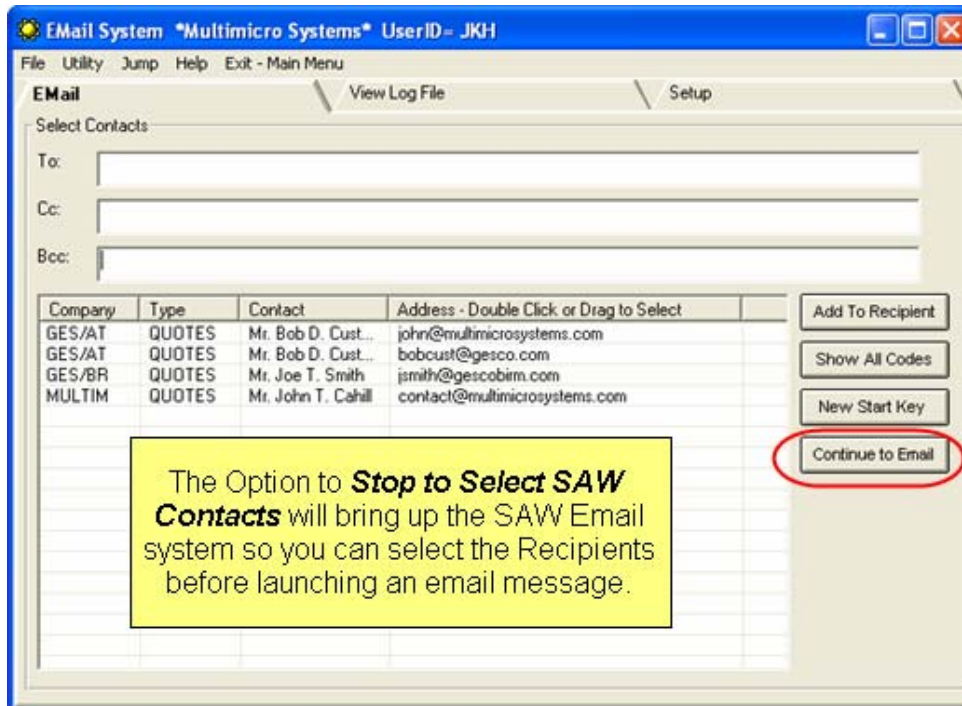 EMail System *Multimicro Systems* UserID= JKH
File Utility Jump Help Exit - Main Menu
EMail View Log File Setup
Select Contacts
To:
Cc:
Bcc:
Company Type Contact Address - Double Click or Drag to Select
GES/AT QUOTES Mr. Bob D. Cust... john@multimicrosystems.com
GES/AT QUOTES Mr. Bob D. Cust... bobcust@gesco.com
GES/BR QUOTES Mr. Joe T. Smith jsmith@gescobirm.com
MULTIM QUOTES Mr. John T. Cahill contact@multimicrosystems.com
Add To Recipient
Show All Codes
New Start Key
Continue to Email
The Option to Stop to Select SAW
Contacts will bring up the SAW Email
system so you can select the Recipients
before launching an email message.